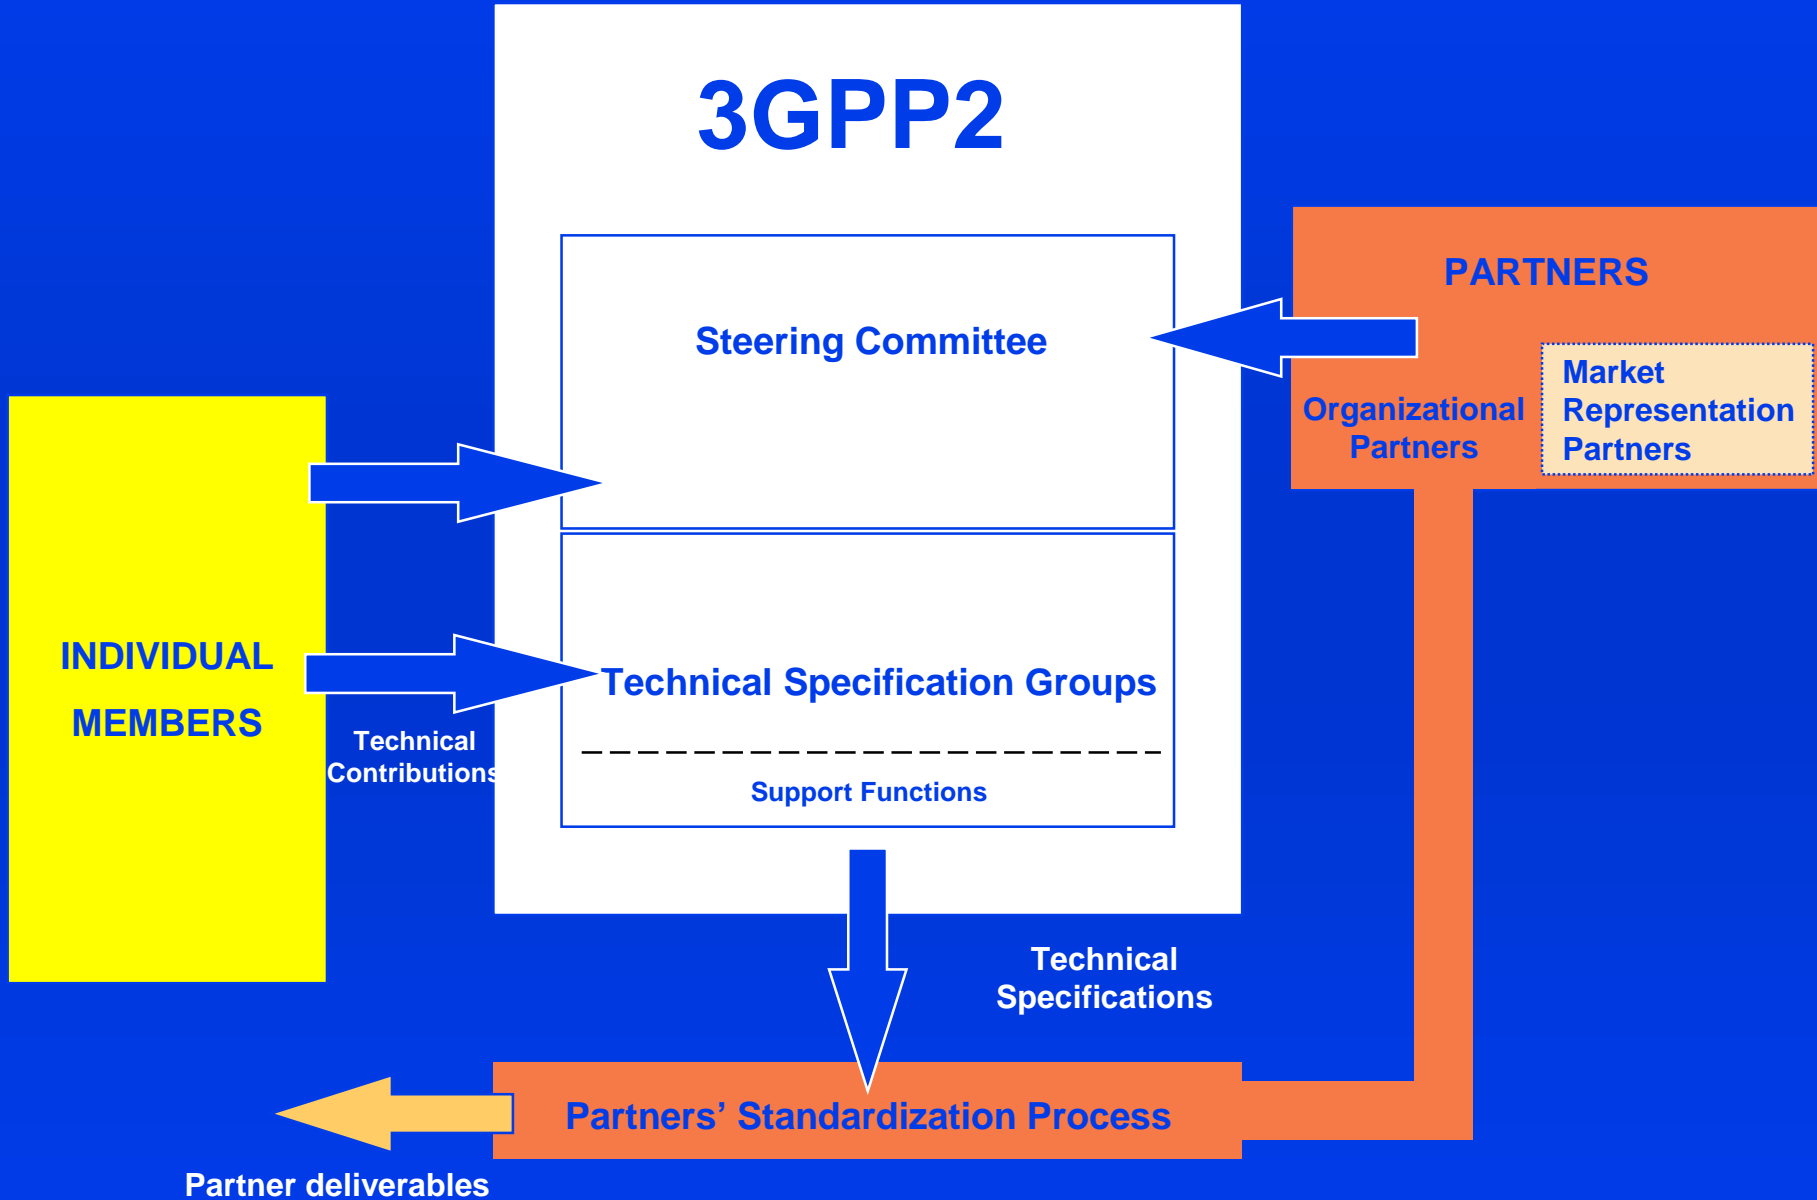 3GPP2
Steering Committee
PARTNERS
Organizational
Partners
Market
Representation
Partners
INDIVIDUAL
MEMBERS
Technical
Contributions
Technical Specification Groups
Support Functions
Technical
Specifications
Partners’ Standardization Process
Partner deliverables